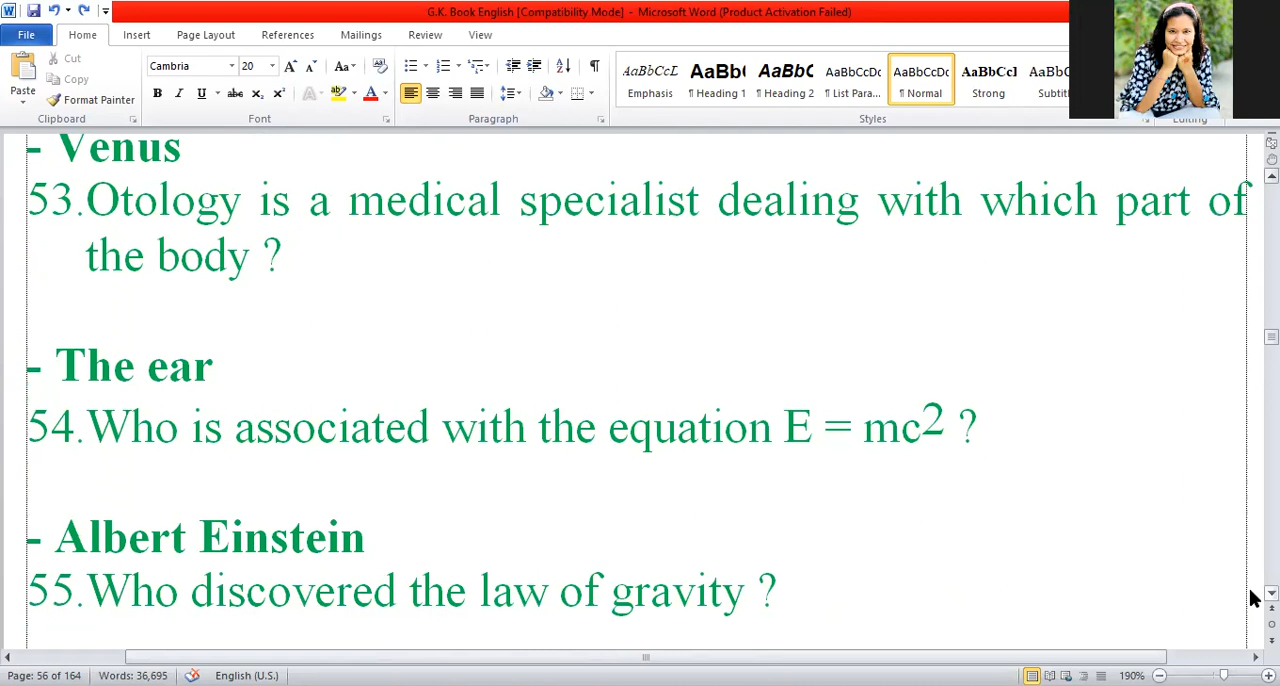 G.K. Book English [Compatibility Mode] - Microsoft Word (Product Activation Failed)
File Home Insert Page Layout References Mailings Review View
Paste
Cut
Copy
Format Painter
Clipboard
Cambria 20
Font
Paragraph
AaBbCcL AaBbC AaBbC AaBbCcDc AaBbCcDc AaBbCcI AaBb
Emphasis ¶ Heading 1 ¶ Heading 2 ¶ List Para... ¶ Normal Strong Subtit
Styles
Editing
- Venus
53.Otology is a medical specialist dealing with which part of
the body ?
- The ear
54.Who is associated with the equation E = mc2 ?
- Albert Einstein
55.Who discovered the law of gravity ?
Page: 56 of 164 Words: 36,695 English (U.S.) 190%